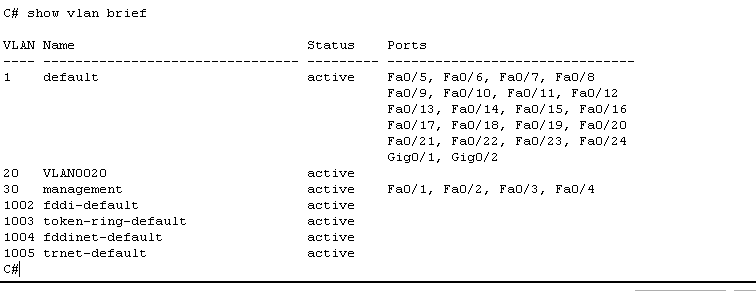 C# show vlan brief
VLAN Name                             Status    Ports
---- -------------------------------- --------- -------------------------------
1    default                          active    Fa0/5, Fa0/6, Fa0/7, Fa0/8
                                                Fa0/9, Fa0/10, Fa0/11, Fa0/12
                                                Fa0/13, Fa0/14, Fa0/15, Fa0/16
                                                Fa0/17, Fa0/18, Fa0/19, Fa0/20
                                                Fa0/21, Fa0/22, Fa0/23, Fa0/24
                                                Gig0/1, Gig0/2
20   VLAN0020                         active
30   management                       active    Fa0/1, Fa0/2, Fa0/3, Fa0/4
1002 fddi-default                     active
1003 token-ring-default               active
1004 fddinet-default                  active
1005 trnet-default                    active
C#